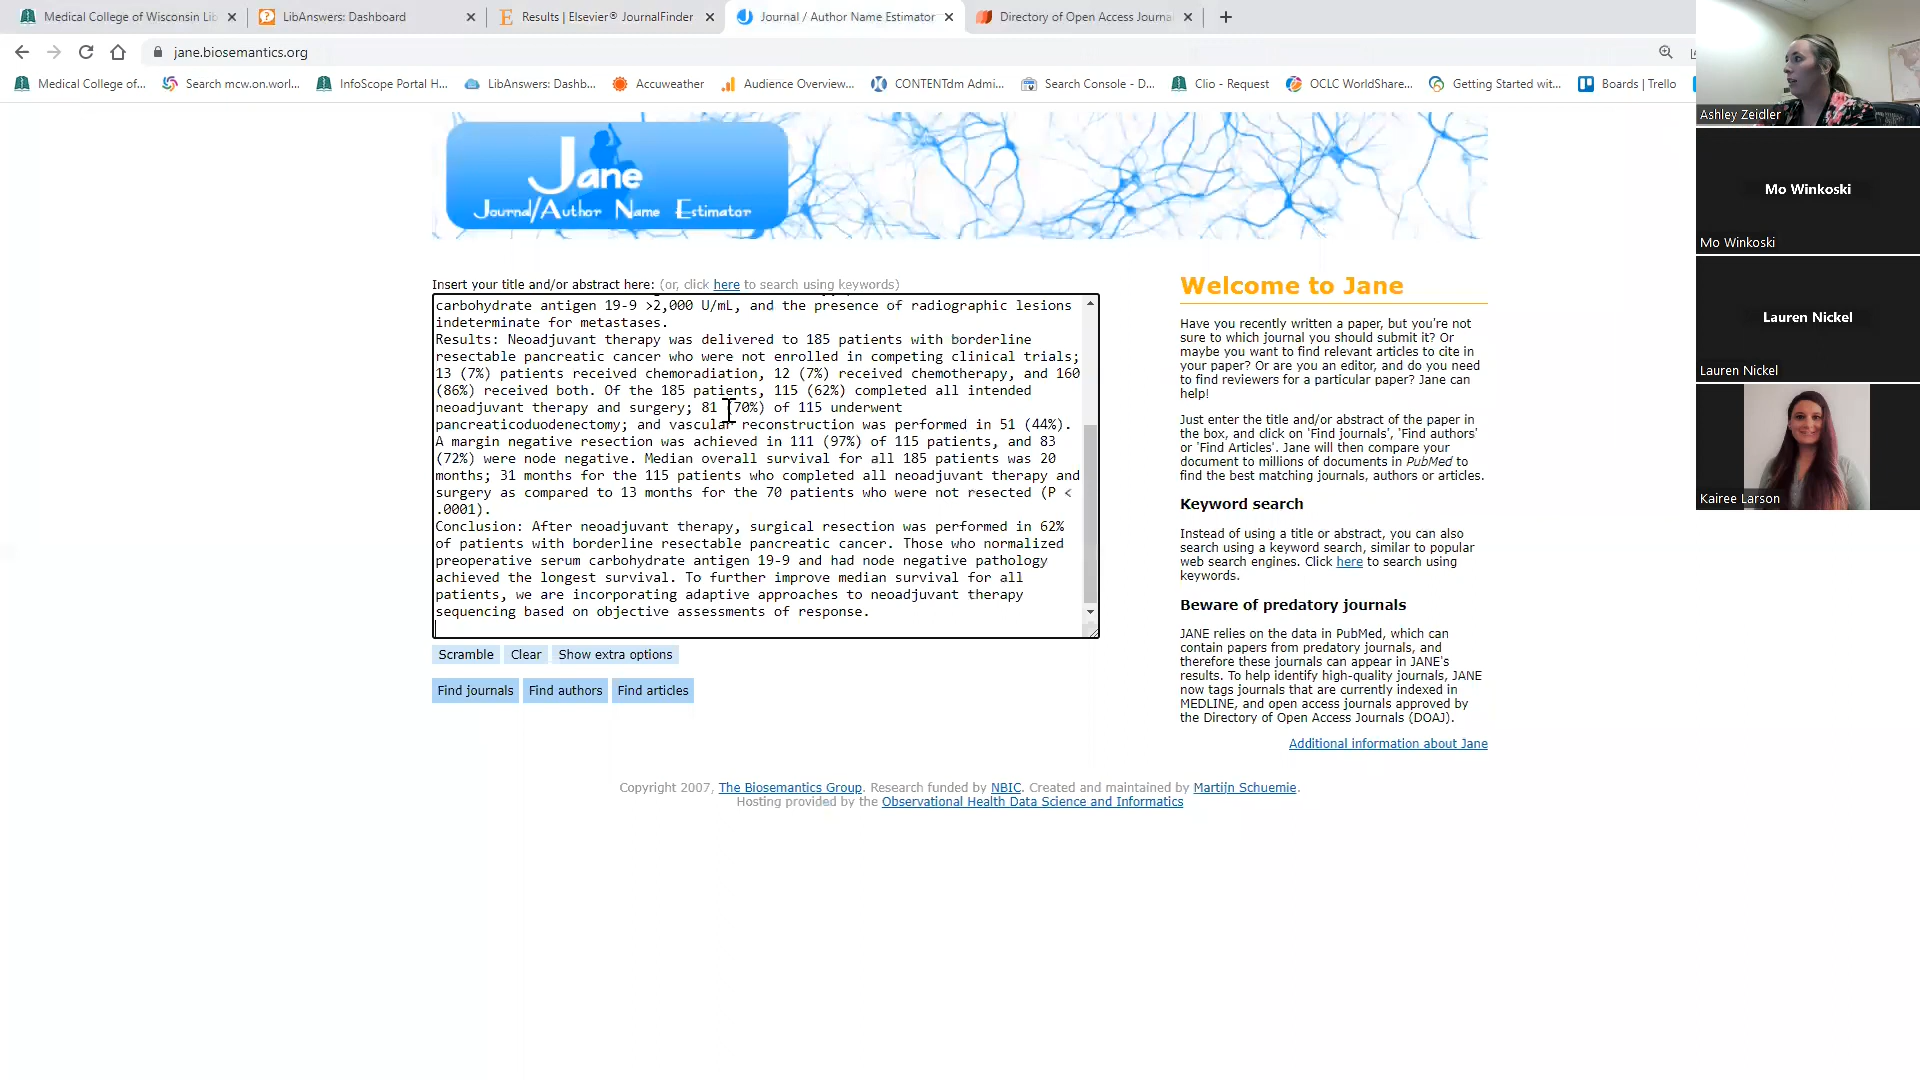 Medical College of Wisconsin Lib
LibAnswers: Dashboard
Results | Elsevier® JournalFinder
Journal / Author Name Estimator
Directory of Open Access Journa
jane.biosemantics.org
Medical College of...
Search mcw.on.worl...
InfoScope Portal H...
LibAnswers: Dashb...
Accuweather
Audience Overview...
CONTENTdm Admi...
Search Console - D...
Clio - Request
OCLC WorldShare...
Getting Started wit...
Boards | Trello
Jane
Journal/Author Name Estimator
Insert your title and/or abstract here: (or, click here to search using keywords)
carbohydrate antigen 19-9 >2,000 U/mL, and the presence of radiographic lesions
indeterminate for metastases.
Results: Neoadjuvant therapy was delivered to 185 patients with borderline
resectable pancreatic cancer who were not enrolled in competing clinical trials;
13 (7%) patients received chemoradiation, 12 (7%) received chemotherapy, and 160
(86%) received both. Of the 185 patients, 115 (62%) completed all intended
neoadjuvant therapy and surgery; 81 (70%) of 115 underwent
pancreaticoduodenectomy; and vascular reconstruction was performed in 51 (44%).
A margin negative resection was achieved in 111 (97%) of 115 patients, and 83
(72%) were node negative. Median overall survival for all 185 patients was 20
months; 31 months for the 115 patients who completed all neoadjuvant therapy and
surgery as compared to 13 months for the 70 patients who were not resected (P <
.0001).
Conclusion: After neoadjuvant therapy, surgical resection was performed in 62%
of patients with borderline resectable pancreatic cancer. Those who normalized
preoperative serum carbohydrate antigen 19-9 and had node negative pathology
achieved the longest survival. To further improve median survival for all
patients, we are incorporating adaptive approaches to neoadjuvant therapy
sequencing based on objective assessments of response.
Scramble
Clear
Show extra options
Find journals
Find authors
Find articles
Welcome to Jane
Have you recently written a paper, but you're not
sure to which journal you should submit it? Or
maybe you want to find relevant articles to cite in
your paper? Or are you an editor, and do you need
to find reviewers for a particular paper? Jane can
help!
Just enter the title and/or abstract of the paper in
the box, and click on 'Find journals', 'Find authors'
or 'Find Articles'. Jane will then compare your
document to millions of documents in PubMed to
find the best matching journals, authors or articles.
Keyword search
Instead of using a title or abstract, you can also
search using a keyword search, similar to popular
web search engines. Click here to search using
keywords.
Beware of predatory journals
JANE relies on the data in PubMed, which can
contain papers from predatory journals, and
therefore these journals can appear in JANE's
results. To help identify high-quality journals, JANE
now tags journals that are currently indexed in
MEDLINE, and open access journals approved by
the Directory of Open Access Journals (DOAJ).
Additional information about Jane
Copyright 2007, The Biosemantics Group. Research funded by NBIC. Created and maintained by Martijn Schuemie.
Hosting provided by the Observational Health Data Science and Informatics
Ashley Zeidler
Mo Winkoski
Mo Winkoski
Lauren Nickel
Lauren Nickel
Kairee Larson